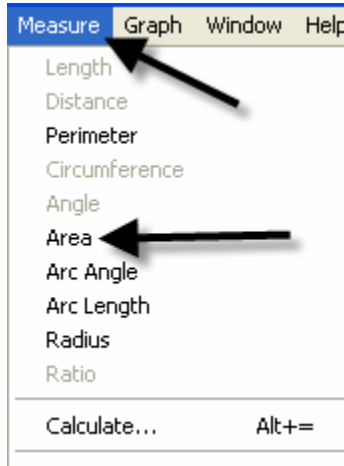 Measure Graph Window Help
Length
Distance
Perimeter
Circumference
Angle
Area
Arc Angle
Arc Length
Radius
Ratio
Calculate... Alt+=